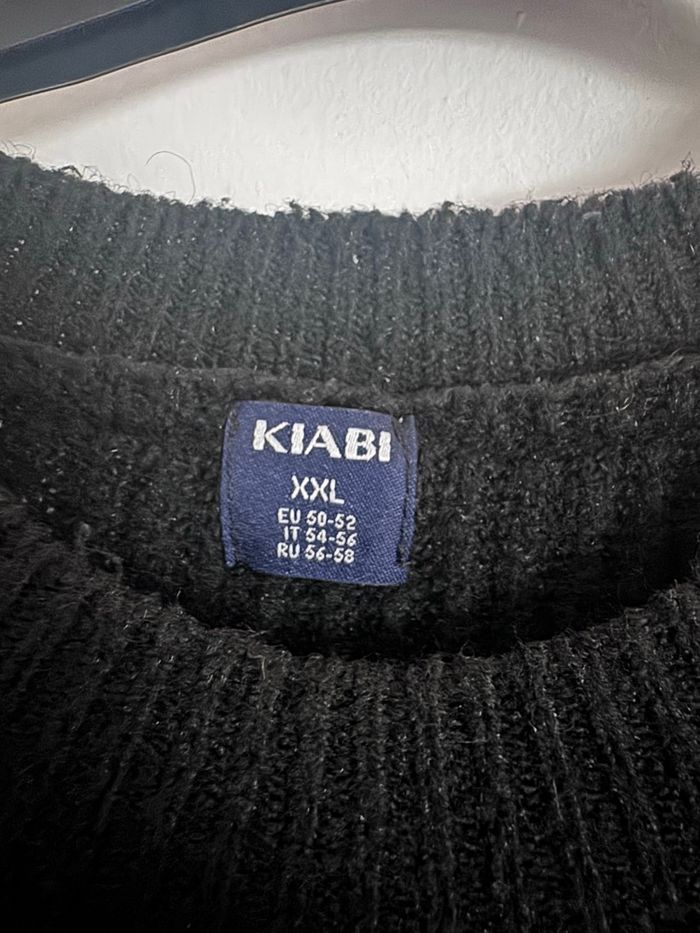 KIABI
XXL
EU 50-52
IT 54-56
RU 56-58